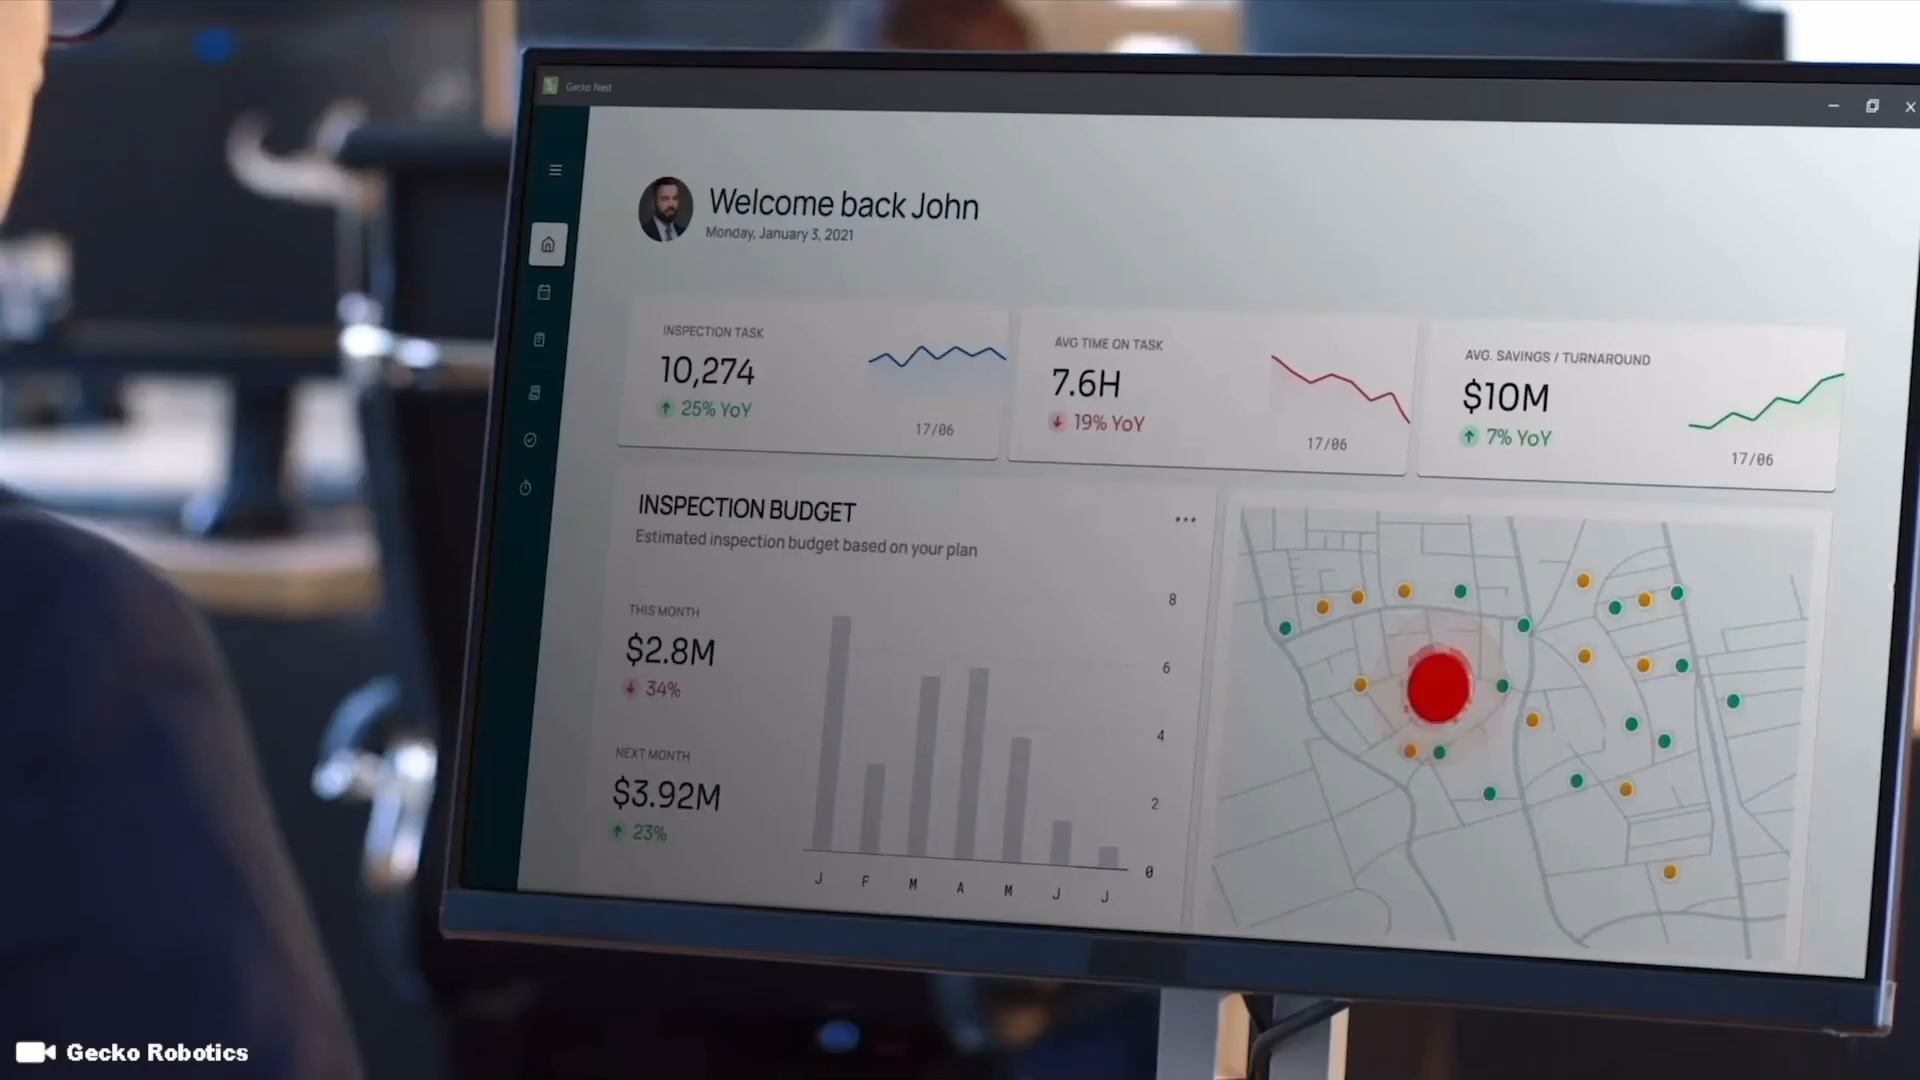 Gecko Nest
Welcome back John
Monday, January 3, 2021
INSPECTION TASK
10,274
25% YoY
17/06
AVG TIME ON TASK
7.6H
19% YoY
17/06
AVG. SAVINGS / TURNAROUND
$10M
7% YoY
17/06
INSPECTION BUDGET
Estimated inspection budget based on your plan
THIS MONTH
$2.8M
34%
NEXT MONTH
$3.92M
23%
8
6
4
2
0
J F M A M J J
Gecko Robotics